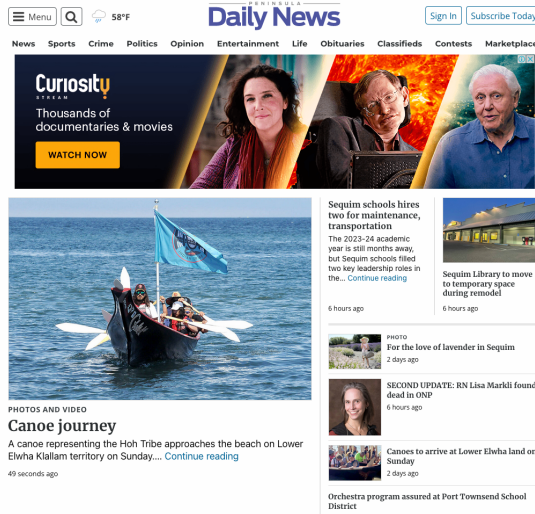 Menu
58°F
PENINSULA
Daily News
Sign In
Subscribe Today
News Sports Crime Politics Opinion Entertainment Life Obituaries Classifieds Contests Marketplace
CURIOSITY
STREAM
Thousands of
documentaries & movies
WATCH NOW
PHOTOS AND VIDEO
Canoe journey
A canoe representing the Hoh Tribe approaches the beach on Lower
Elwha Klallam territory on Sunday.... Continue reading
49 seconds ago
Sequim schools hires
two for maintenance,
transportation
The 2023-24 academic
year is still months away,
but Sequim schools filled
two key leadership roles in
the... Continue reading
6 hours ago
Sequim Library to move
to temporary space
during remodel
6 hours ago
PHOTO
For the love of lavender in Sequim
2 days ago
SECOND UPDATE: RN Lisa Markli found
dead in ONP
6 hours ago
Canoes to arrive at Lower Elwha land on
Sunday
2 days ago
Orchestra program assured at Port Townsend School
District